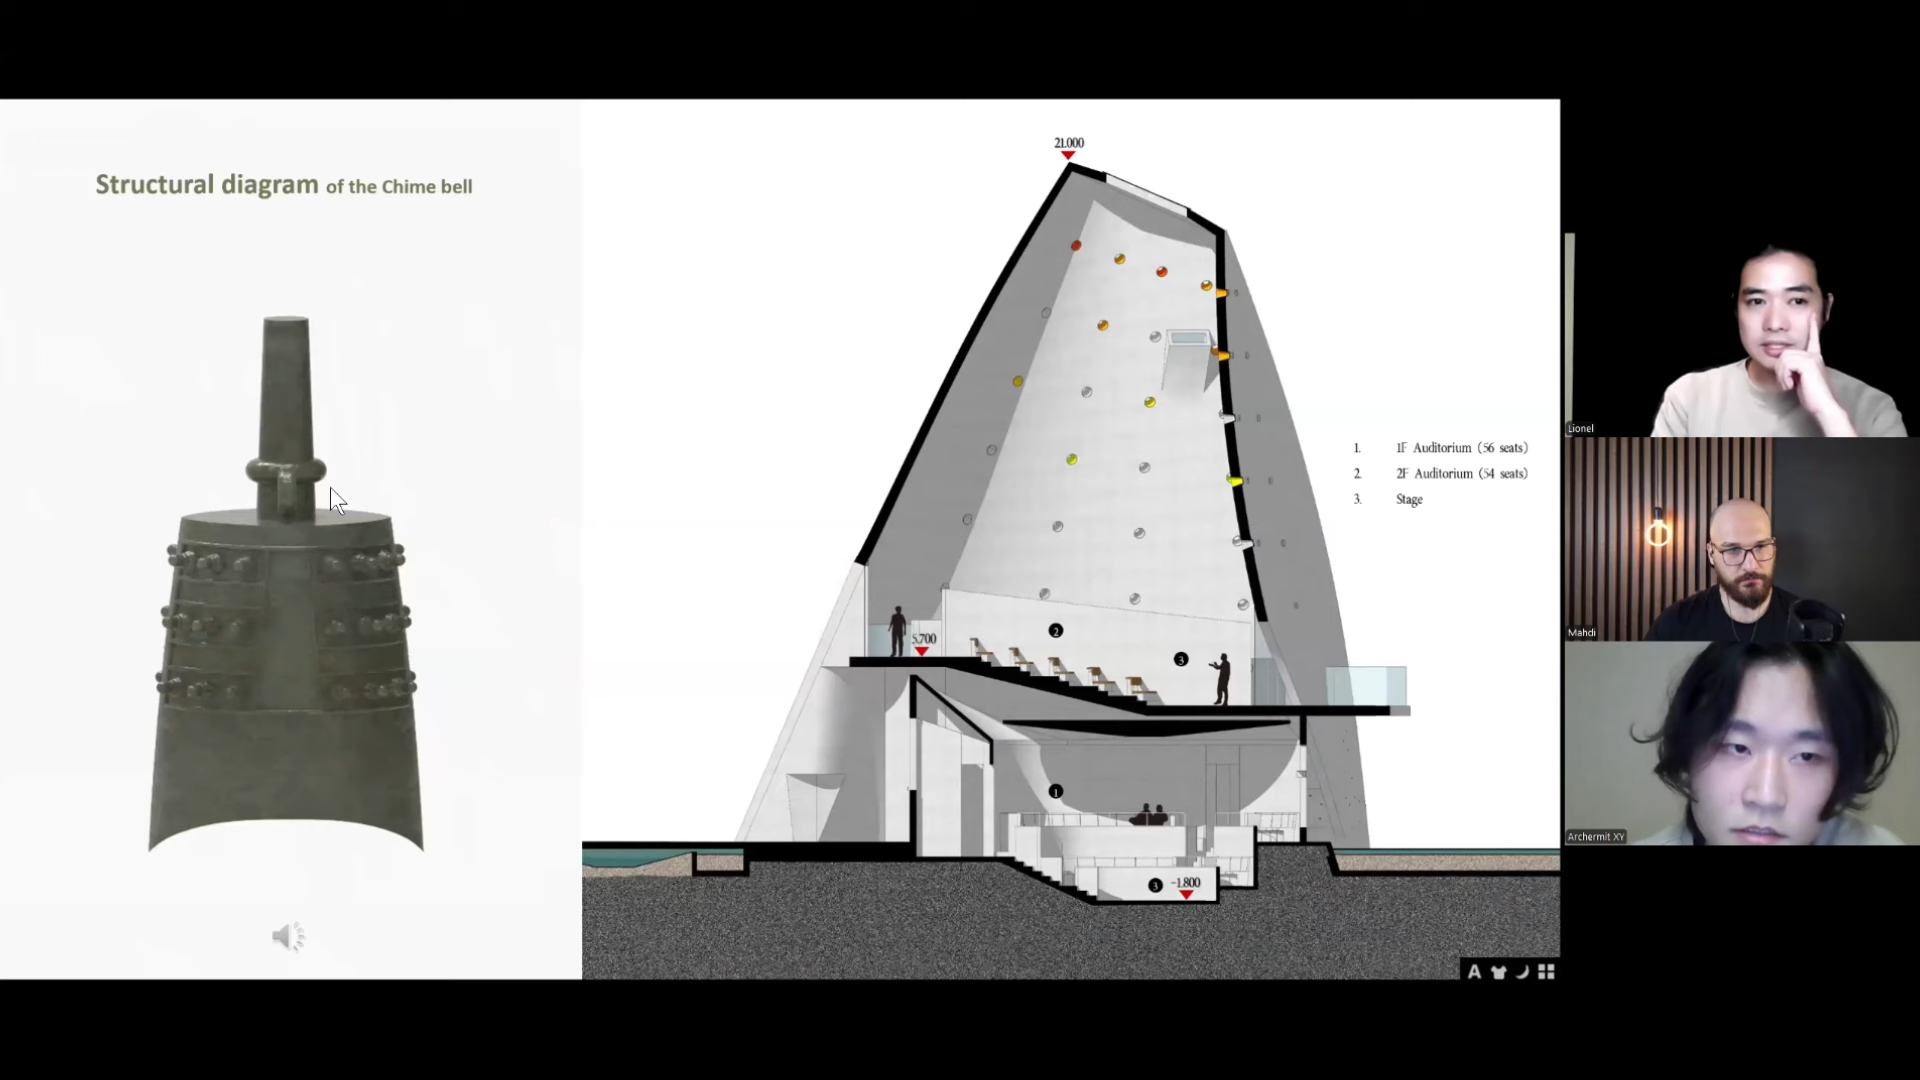 Structural diagram of the Chime bell
21.000
1. 1F Auditorium (56 seats)
2. 2F Auditorium (54 seats)
3. Stage
2
5.700
3
1
3 -1.800
A
Lionel
Mahdi
Archermit XY